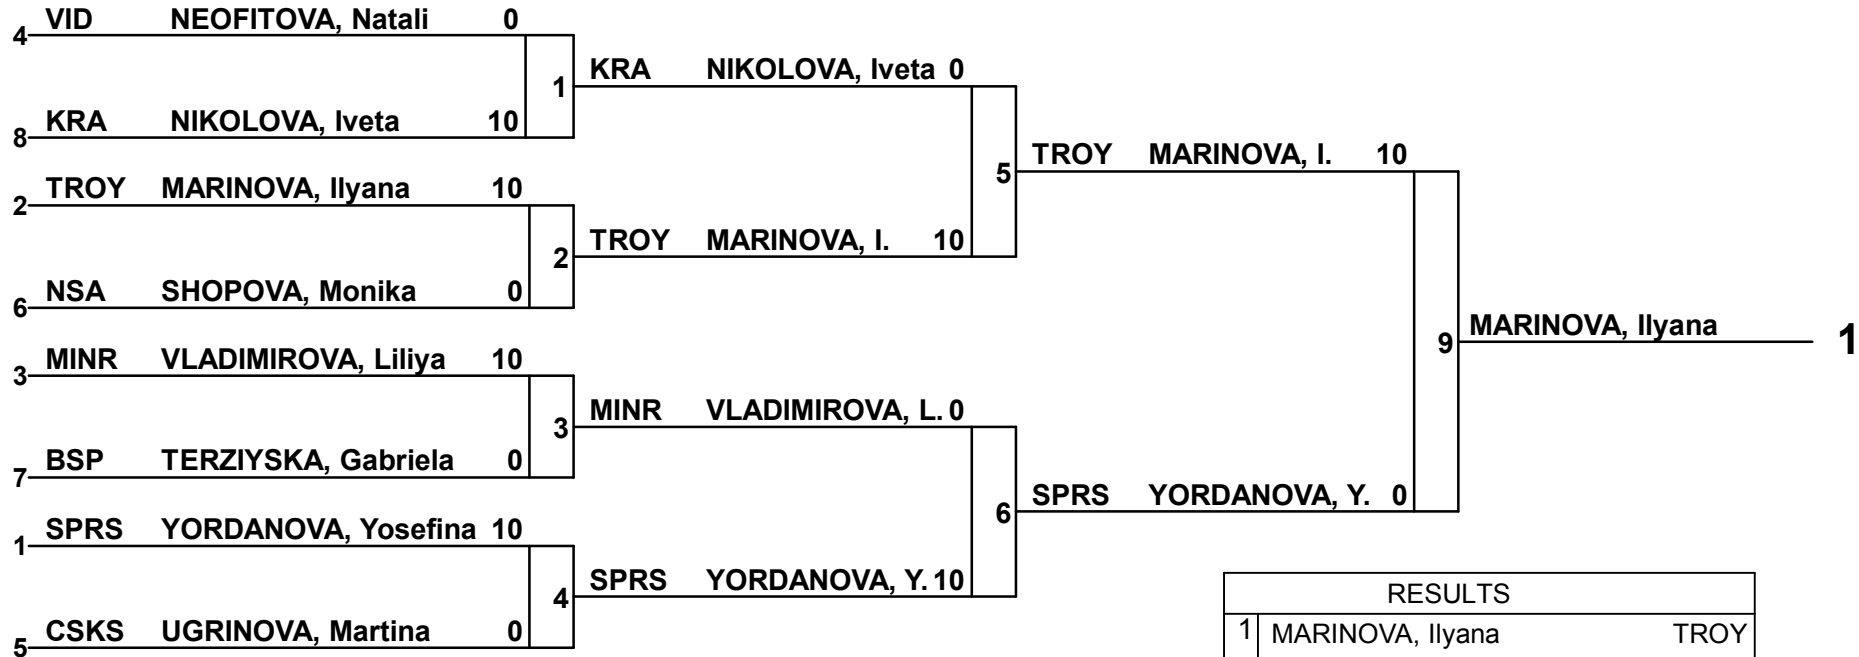 4 VID NEOFITOVA, Natali 0
8 KRA NIKOLOVA, Iveta 10
1
KRA NIKOLOVA, Iveta 0
2 TROY MARINOVA, Ilyana 10
6 NSA SHOPOVA, Monika 0
2
TROY MARINOVA, I. 10
5
TROY MARINOVA, I. 10
3 MINR VLADIMIROVA, Liliya 10
7 BSP TERZIYSKA, Gabriela 0
3
MINR VLADIMIROVA, L. 0
1 SPRS YORDANOVA, Yosefina 10
5 CSKS UGRINOVA, Martina 0
4
SPRS YORDANOVA, Y. 10
6
SPRS YORDANOVA, Y. 0
9
MARINOVA, Ilyana 1
RESULTS
1 MARINOVA, Ilyana TROY